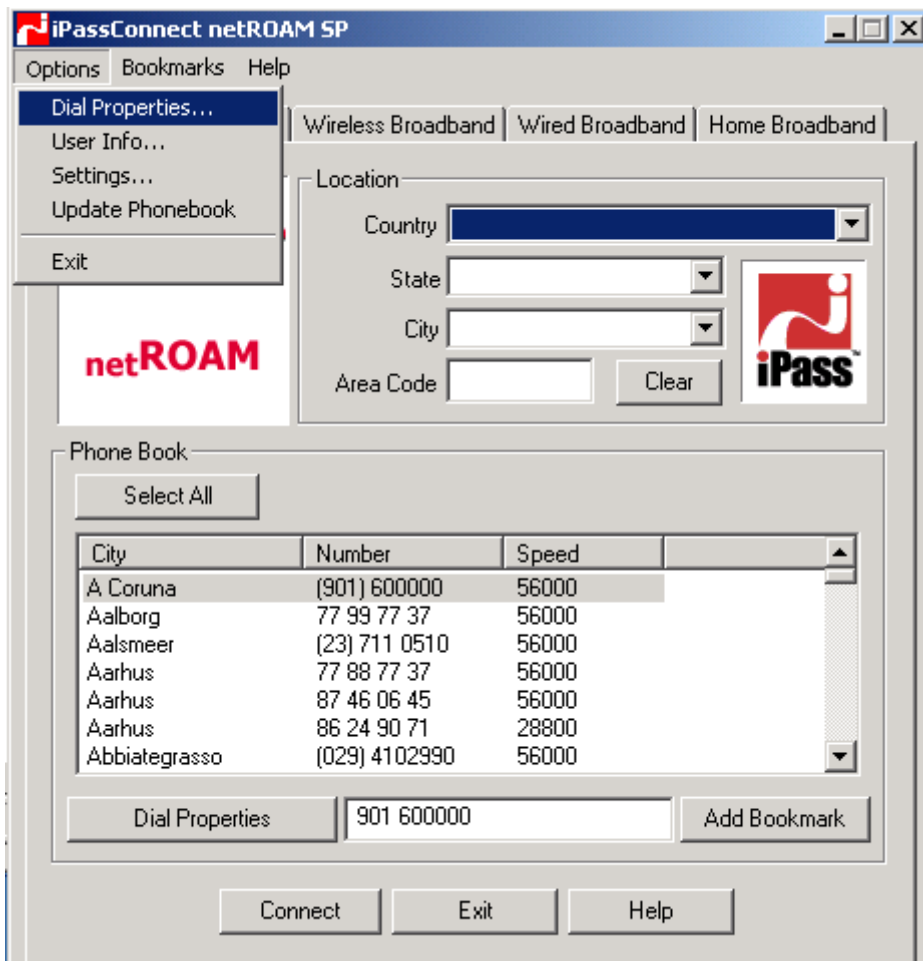 iPassConnect netROAM SP
Options Bookmarks Help
Dial Properties...
User Info...
Settings...
Update Phonebook
Exit
Wireless Broadband Wired Broadband Home Broadband
Location
Country
State
City
Area Code Clear
netROAM
iPass™
Phone Book
Select All
City Number Speed
A Coruna (901) 600000 56000
Aalborg 77 99 77 37 56000
Aalsmeer (23) 711 0510 56000
Aarhus 77 88 77 37 56000
Aarhus 87 46 06 45 56000
Aarhus 86 24 90 71 28800
Abbiategrasso (029) 4102990 56000
Dial Properties 901 600000 Add Bookmark
Connect Exit Help